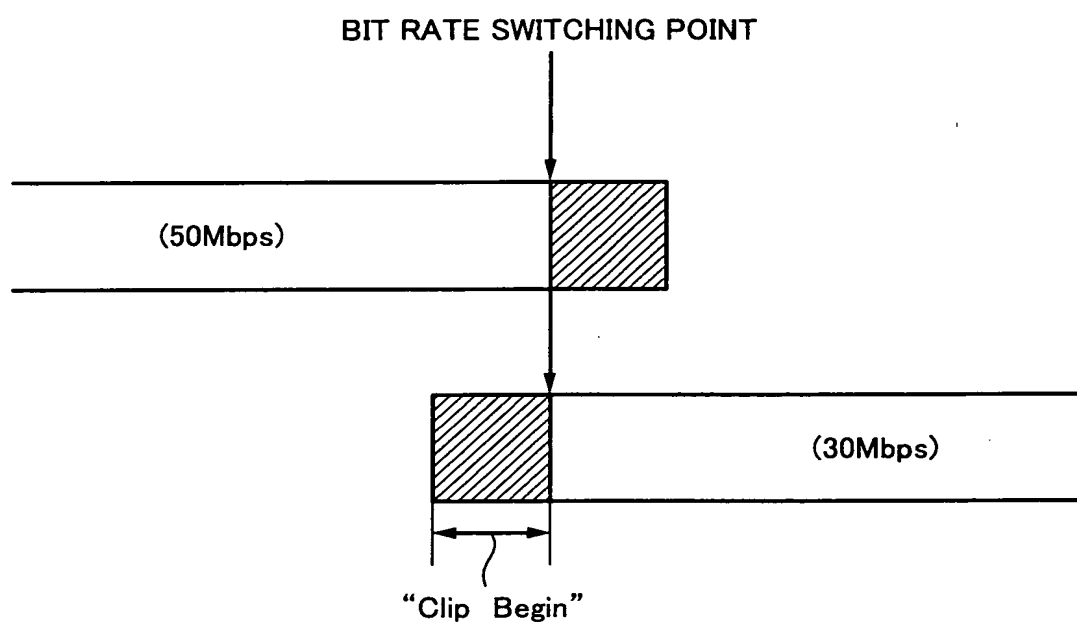 BIT RATE SWITCHING POINT
(50Mbps)
(30Mbps)
“Clip Begin”